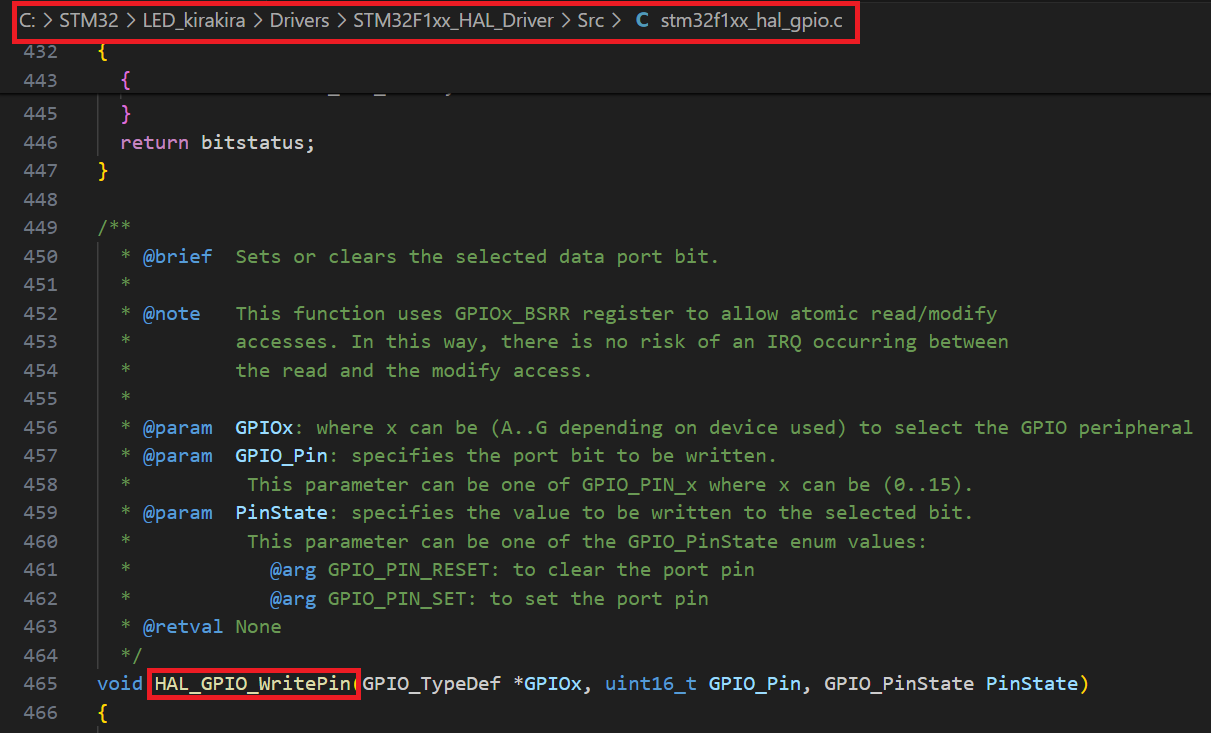 C: > STM32 > LED_kirakira > Drivers > STM32F1xx_HAL_Driver > Src > C stm32f1xx_hal_gpio.c
432 {
443 {
445 }
446 return bitstatus;
447 }
448
449 /**
450 * @brief Sets or clears the selected data port bit.
451 *
452 * @note This function uses GPIOx_BSRR register to allow atomic read/modify
453 * accesses. In this way, there is no risk of an IRQ occurring between
454 * the read and the modify access.
455 *
456 * @param GPIOx: where x can be (A..G depending on device used) to select the GPIO peripheral
457 * @param GPIO_Pin: specifies the port bit to be written.
458 * This parameter can be one of GPIO_PIN_x where x can be (0..15).
459 * @param PinState: specifies the value to be written to the selected bit.
460 * This parameter can be one of the GPIO_PinState enum values:
461 * @arg GPIO_PIN_RESET: to clear the port pin
462 * @arg GPIO_PIN_SET: to set the port pin
463 * @retval None
464 */
465 void HAL_GPIO_WritePin(GPIO_TypeDef *GPIOx, uint16_t GPIO_Pin, GPIO_PinState PinState)
466 {